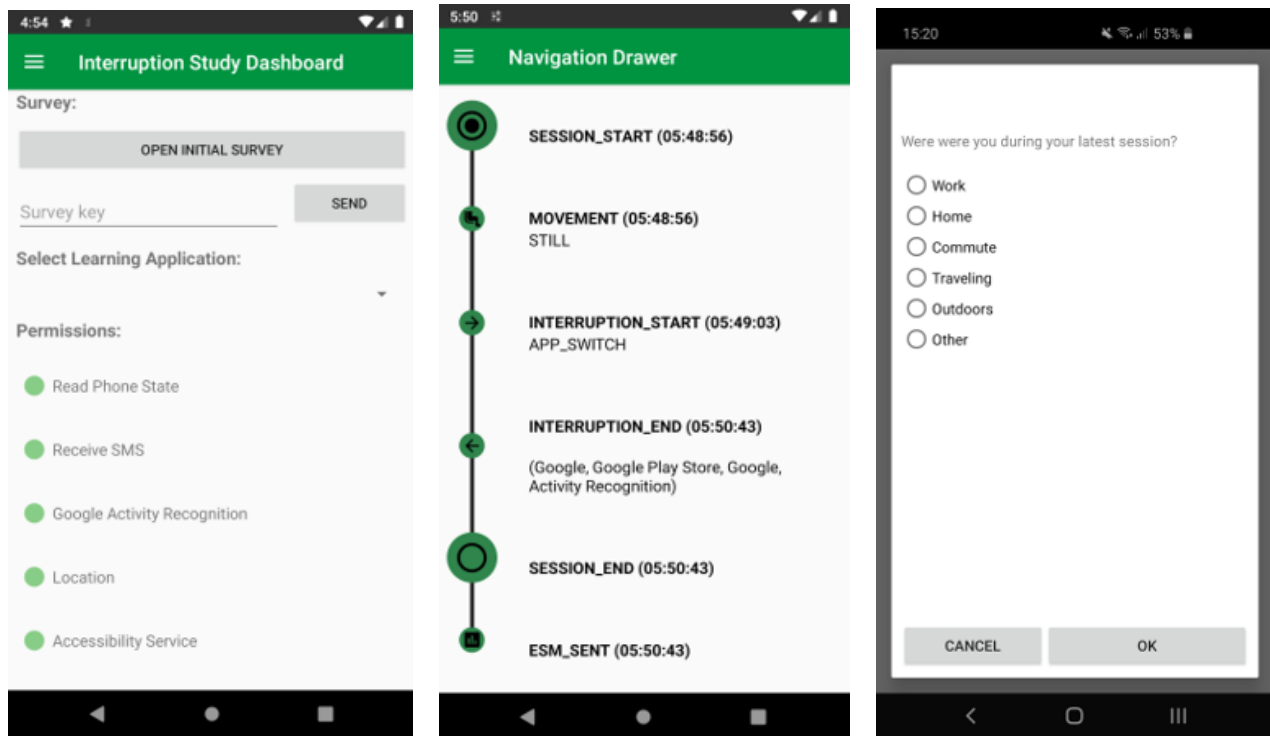 4:54
Interruption Study Dashboard
Survey:
OPEN INITIAL SURVEY
Survey key
SEND
Select Learning Application:
Permissions:
Read Phone State
Receive SMS
Google Activity Recognition
Location
Accessibility Service
5:50
Navigation Drawer
SESSION_START (05:48:56)
MOVEMENT (05:48:56)
STILL
INTERRUPTION_START (05:49:03)
APP_SWITCH
INTERRUPTION_END (05:50:43)
(Google, Google Play Store, Google,
Activity Recognition)
SESSION_END (05:50:43)
ESM_SENT (05:50:43)
15:20
53%
Were were you during your latest session?
Work
Home
Commute
Traveling
Outdoors
Other
CANCEL
OK